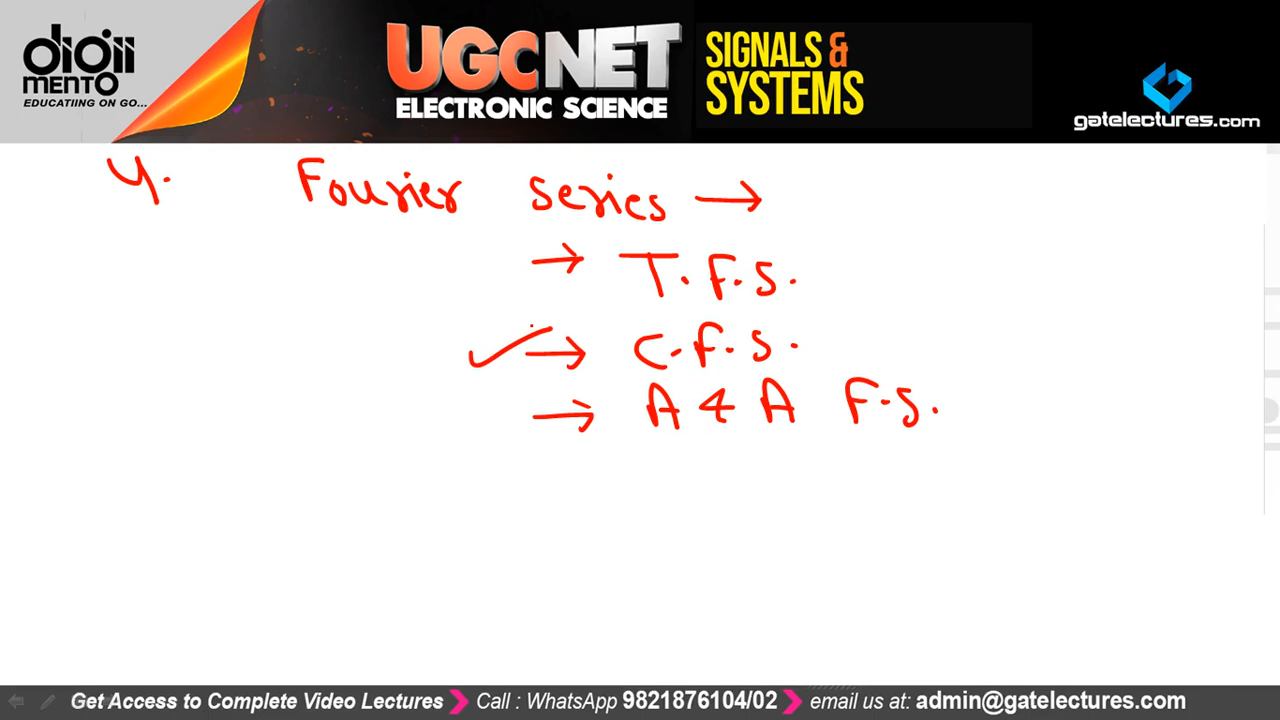 digii
MENTO
EDUCATIING ON GO...
UGCNET
ELECTRONIC SCIENCE
SIGNALS &
SYSTEMS
gatelectures.com
4. Fourier series →
→ T.F.S.
✓→ C.F.S.
→ A & A F.S.
Get Access to Complete Video Lectures Call : WhatsApp 9821876104/02 email us at: admin@gatelectures.com